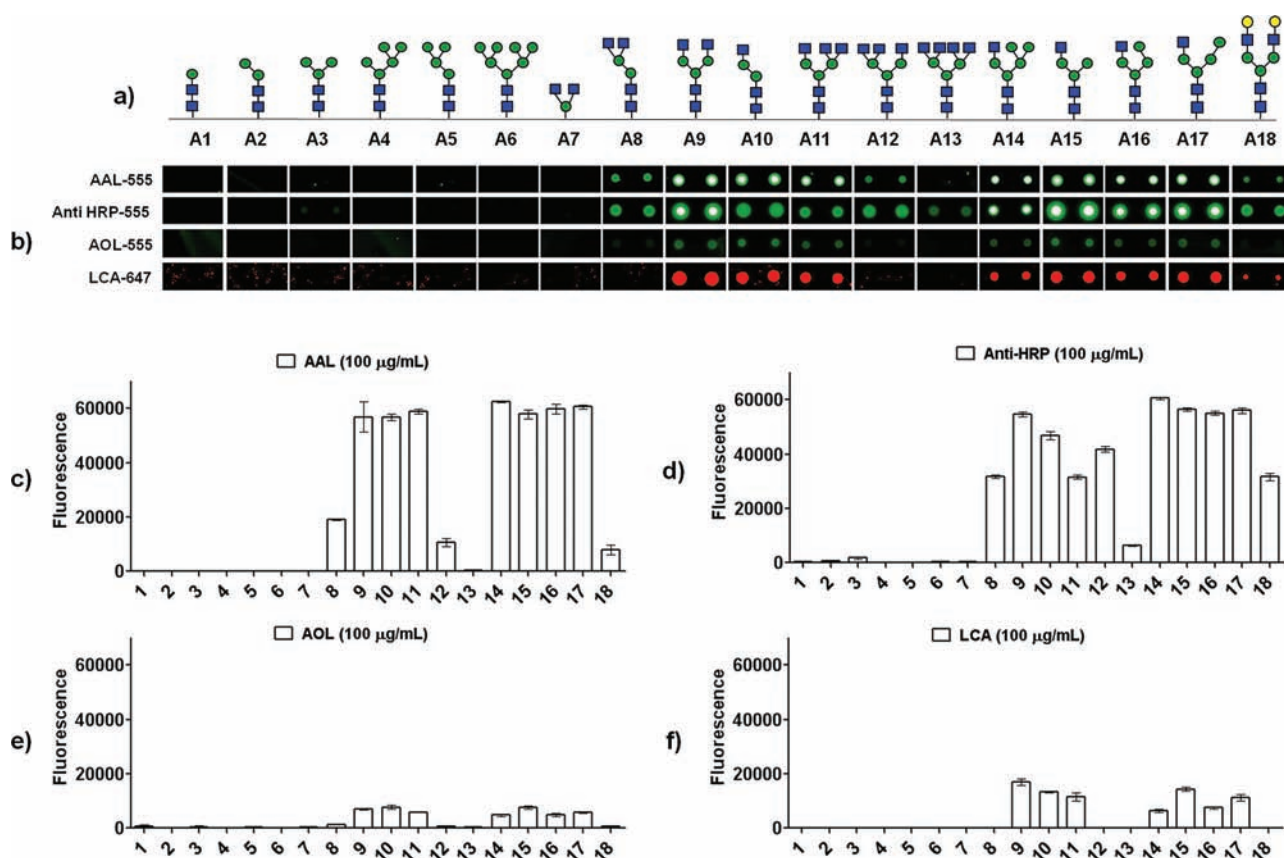 a)
A1 A2 A3 A4 A5 A6 A7 A8 A9 A10 A11 A12 A13 A14 A15 A16 A17 A18
b)
AAL-555
Anti HRP-555
AOL-555
LCA-647
c)
AAL (100 µg/mL)
Fluorescence
60000
40000
20000
0
1 2 3 4 5 6 7 8 9 10 11 12 13 14 15 16 17 18
d)
Anti-HRP (100 µg/mL)
Fluorescence
60000
40000
20000
0
1 2 3 4 5 6 7 8 9 10 11 12 13 14 15 16 17 18
e)
AOL (100 µg/mL)
Fluorescence
60000
40000
20000
0
1 2 3 4 5 6 7 8 9 10 11 12 13 14 15 16 17 18
f)
LCA (100 µg/mL)
Fluorescence
60000
40000
20000
0
1 2 3 4 5 6 7 8 9 10 11 12 13 14 15 16 17 18